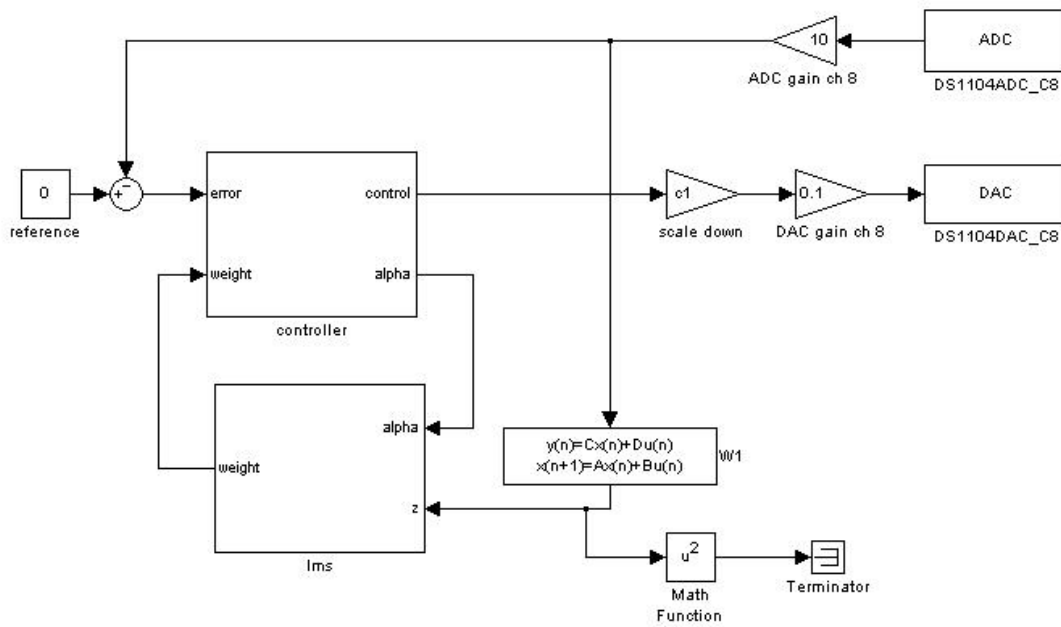 10
ADC
ADC gain ch 8
DS1104ADC_C8
0
+
−
reference
error
control
weight
alpha
controller
c1
scale down
0.1
DAC gain ch 8
DAC
DS1104DAC_C8
alpha
weight
z
lms
y(n)=Cx(n)+Du(n)
x(n+1)=Ax(n)+Bu(n)
W1
u²
Math
Function
Terminator